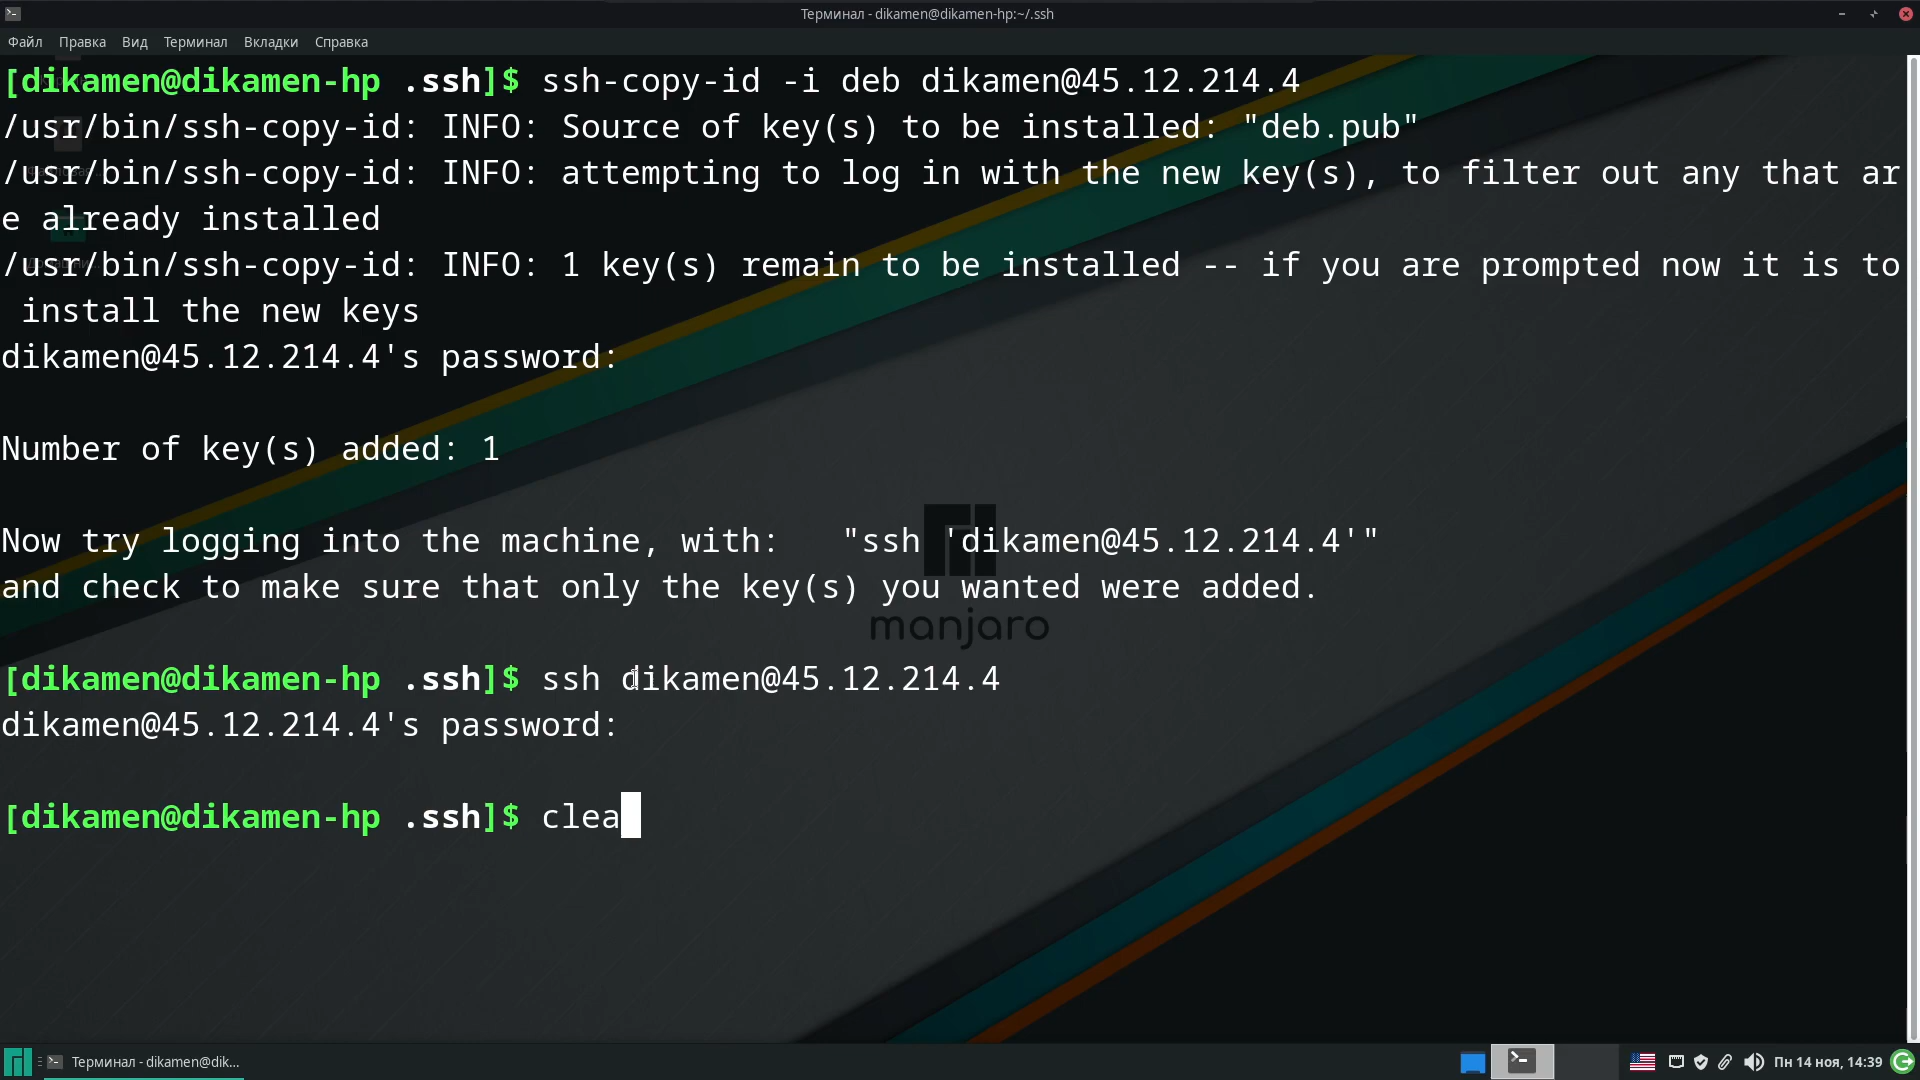 Терминал - dikamen@dikamen-hp:~/.ssh
Файл Правка Вид Терминал Вкладки Справка
[dikamen@dikamen-hp .ssh]$ ssh-copy-id -i deb dikamen@45.12.214.4
/usr/bin/ssh-copy-id: INFO: Source of key(s) to be installed: "deb.pub"
/usr/bin/ssh-copy-id: INFO: attempting to log in with the new key(s), to filter out any that ar
e already installed
/usr/bin/ssh-copy-id: INFO: 1 key(s) remain to be installed -- if you are prompted now it is to
 install the new keys
dikamen@45.12.214.4's password:
Number of key(s) added: 1
Now try logging into the machine, with:   "ssh 'dikamen@45.12.214.4'"
and check to make sure that only the key(s) you wanted were added.
manjaro
[dikamen@dikamen-hp .ssh]$ ssh dikamen@45.12.214.4
dikamen@45.12.214.4's password:
[dikamen@dikamen-hp .ssh]$ clea
Терминал - dikamen@dik...
Пн 14 ноя, 14:39